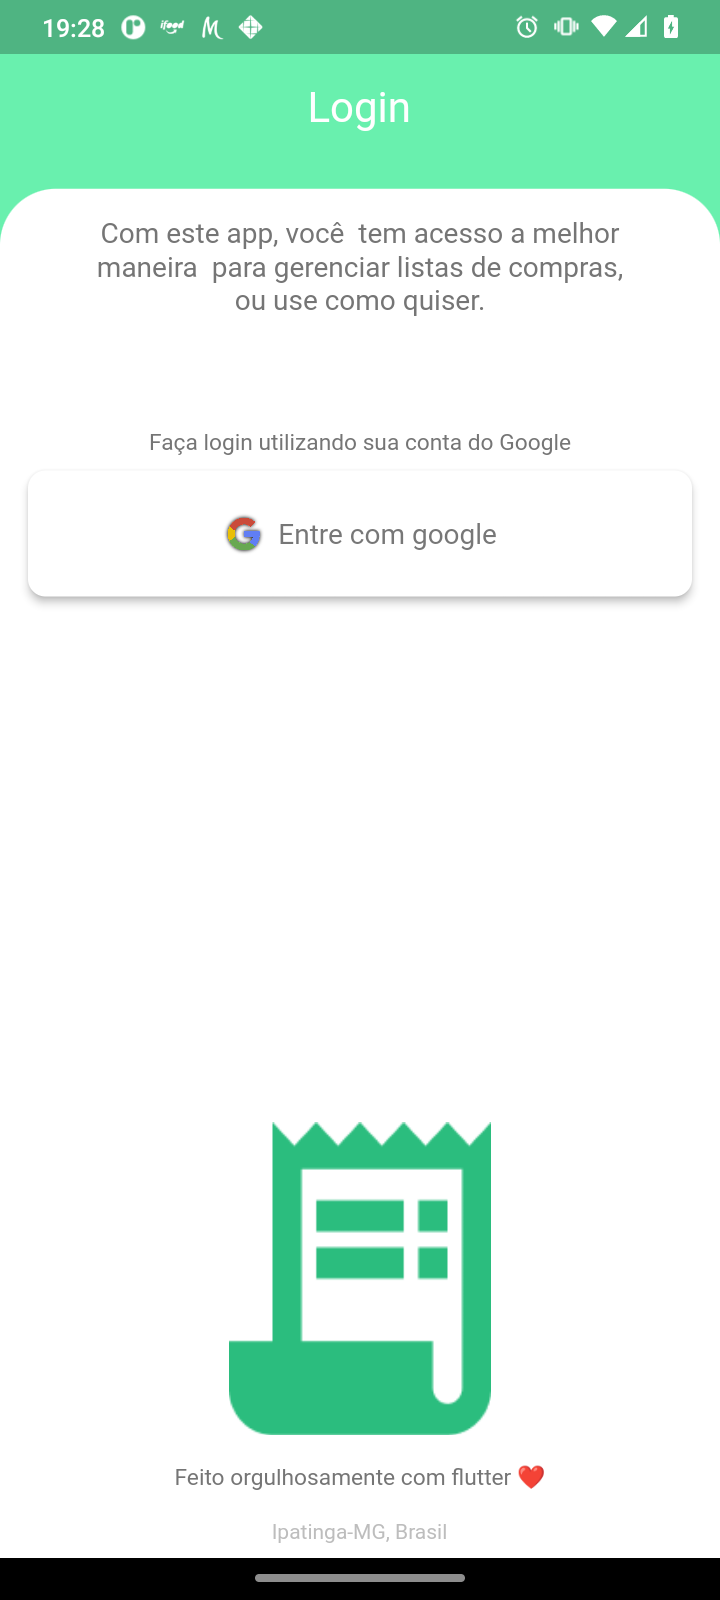 19:28
ifood
Login
Com este app, você  tem acesso a melhor
maneira  para gerenciar listas de compras,
ou use como quiser.
Faça login utilizando sua conta do Google
Entre com google
Feito orgulhosamente com flutter ❤️
Ipatinga-MG, Brasil